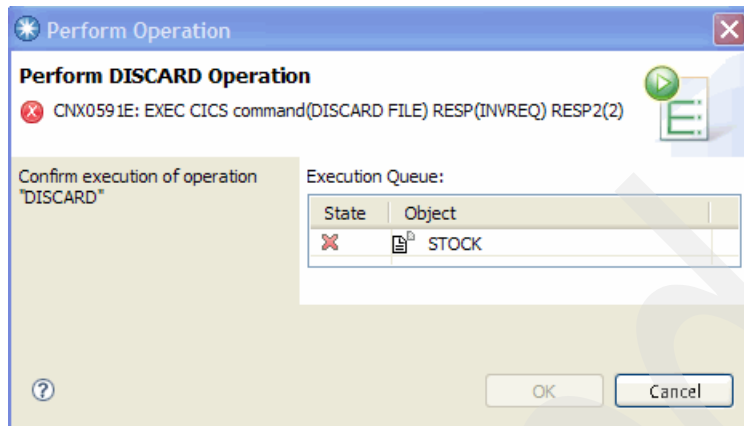 Perform Operation
Perform DISCARD Operation
CNX0591E: EXEC CICS command(DISCARD FILE) RESP(INVREQ) RESP2(2)
Confirm execution of operation
"DISCARD"
Execution Queue:
State Object
STOCK
OK Cancel